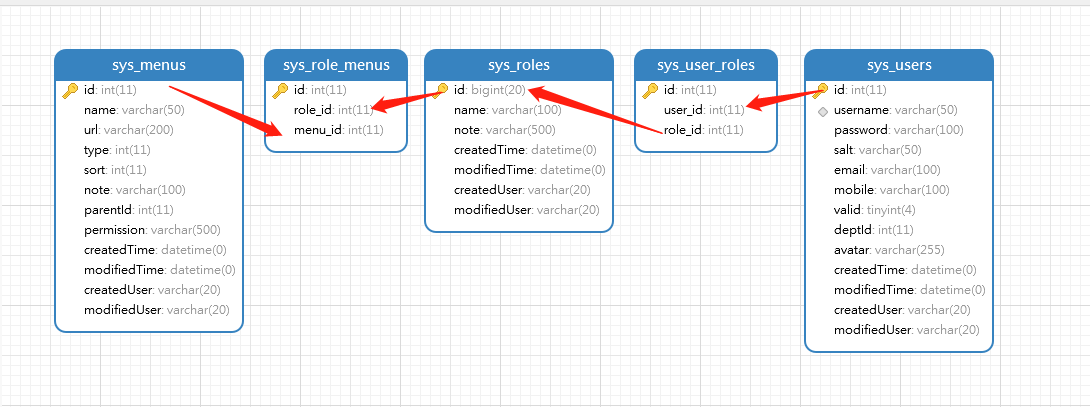 sys_menus
id: int(11)
name: varchar(50)
url: varchar(200)
type: int(11)
sort: int(11)
note: varchar(100)
parentId: int(11)
permission: varchar(500)
createdTime: datetime(0)
modifiedTime: datetime(0)
createdUser: varchar(20)
modifiedUser: varchar(20)
sys_role_menus
id: int(11)
role_id: int(11)
menu_id: int(11)
sys_roles
id: bigint(20)
name: varchar(100)
note: varchar(500)
createdTime: datetime(0)
modifiedTime: datetime(0)
createdUser: varchar(20)
modifiedUser: varchar(20)
sys_user_roles
id: int(11)
user_id: int(11)
role_id: int(11)
sys_users
id: int(11)
username: varchar(50)
password: varchar(100)
salt: varchar(50)
email: varchar(100)
mobile: varchar(100)
valid: tinyint(4)
deptId: int(11)
avatar: varchar(255)
createdTime: datetime(0)
modifiedTime: datetime(0)
createdUser: varchar(20)
modifiedUser: varchar(20)